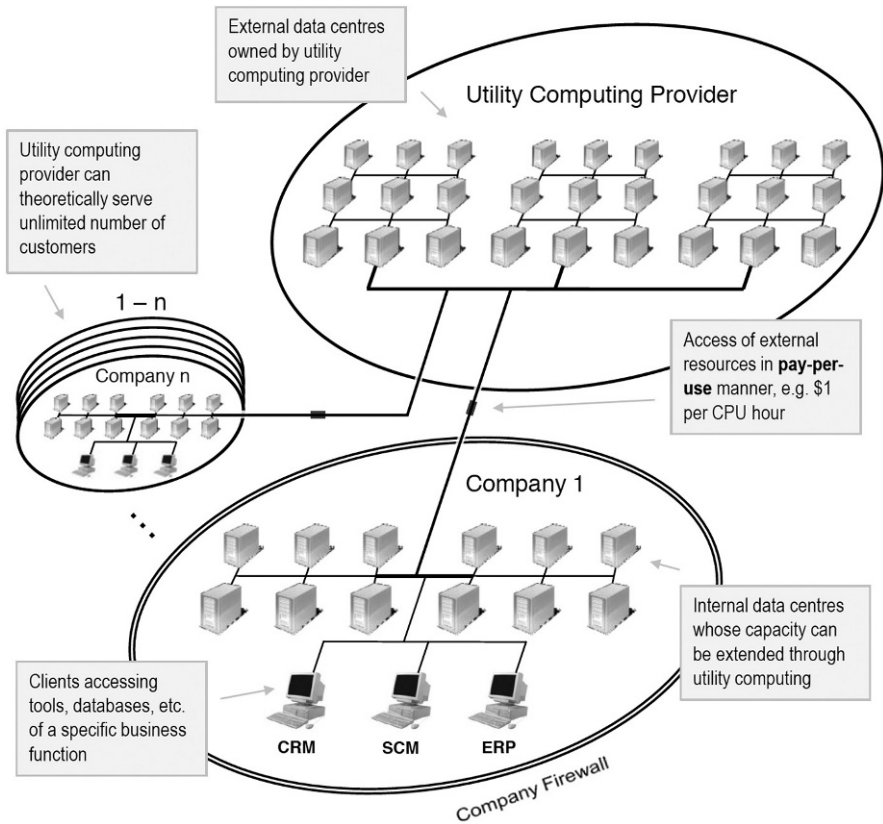 External data centres
owned by utility
computing provider
Utility Computing Provider
Utility computing
provider can
theoretically serve
unlimited number of
customers
1 – n
Company n
Access of external
resources in pay-per-
use manner, e.g. $1
per CPU hour
Company 1
Internal data centres
whose capacity can
be extended through
utility computing
Clients accessing
tools, databases, etc.
of a specific business
function
CRM
SCM
ERP
Company Firewall